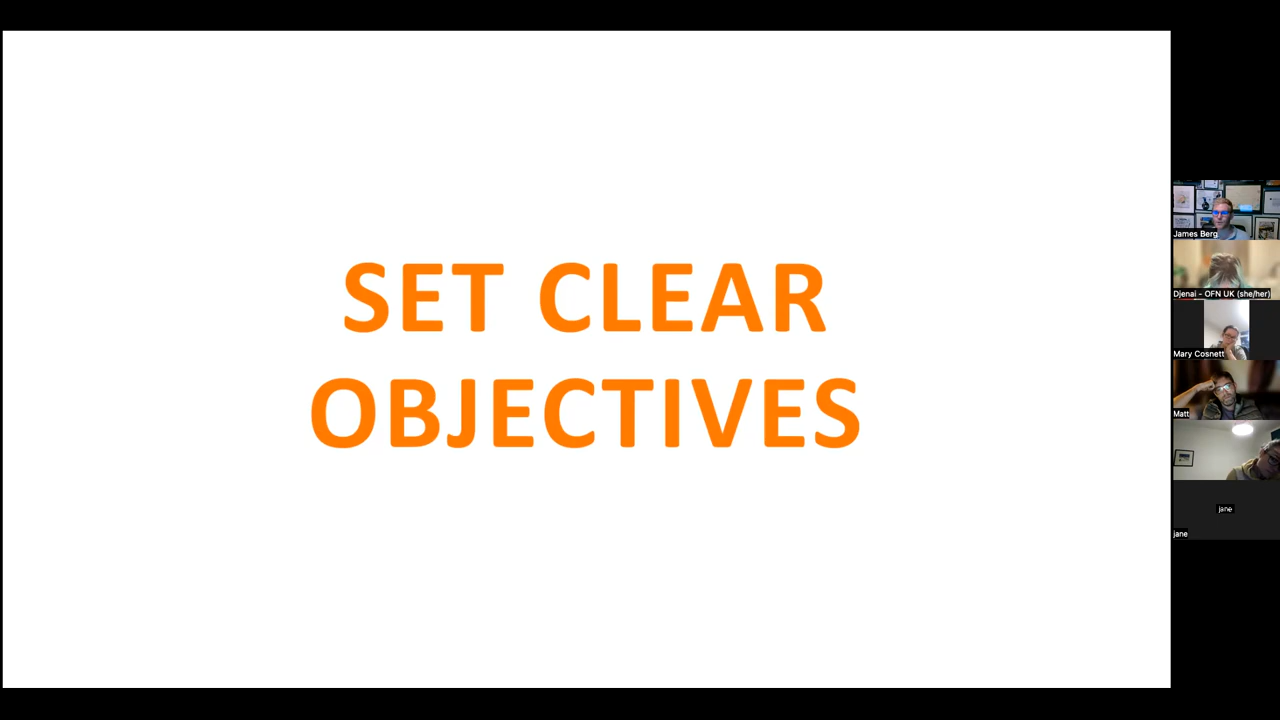 SET CLEAR
OBJECTIVES
James Berg
Djenai - OFN UK (she/her)
Mary Cosnett
Matt
jane
jane